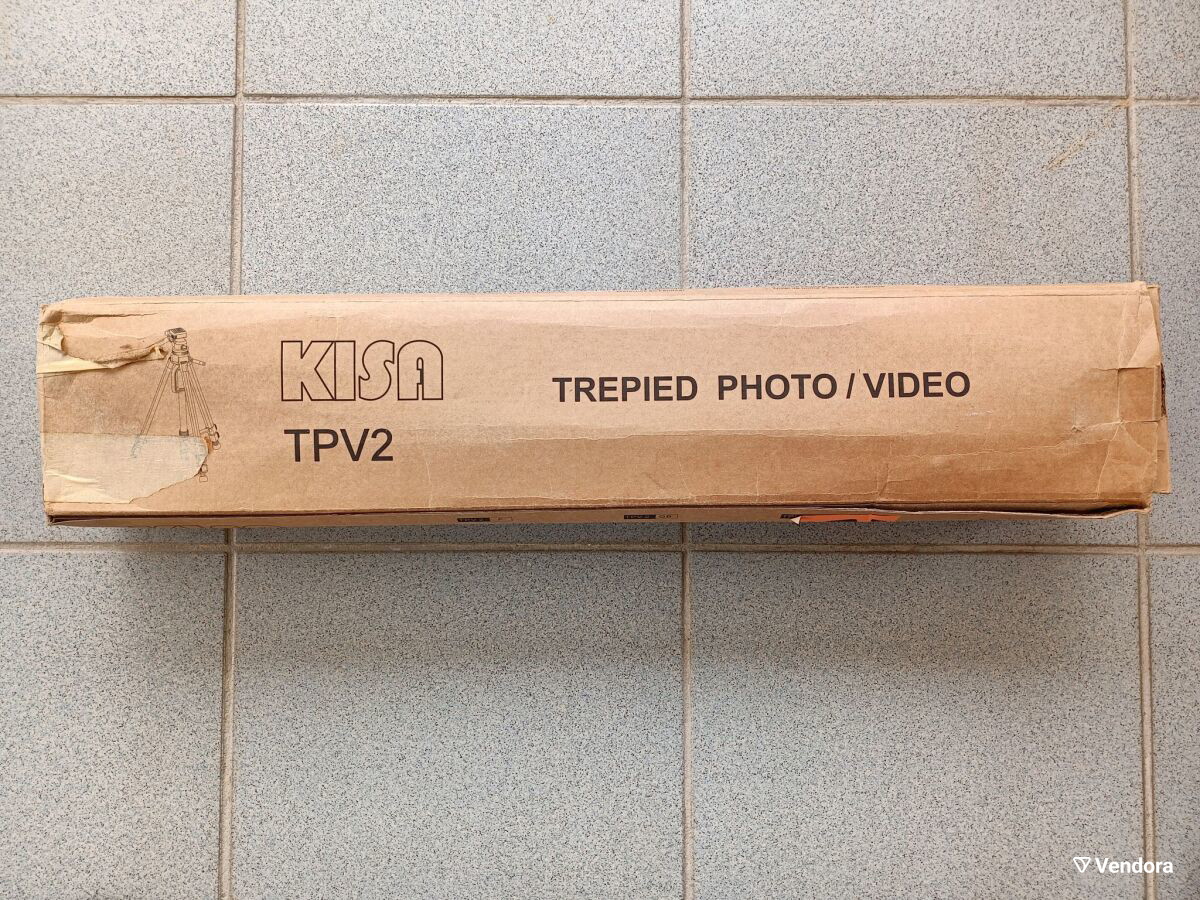 KISA
TPV2
TREPIED PHOTO / VIDEO
Vendora